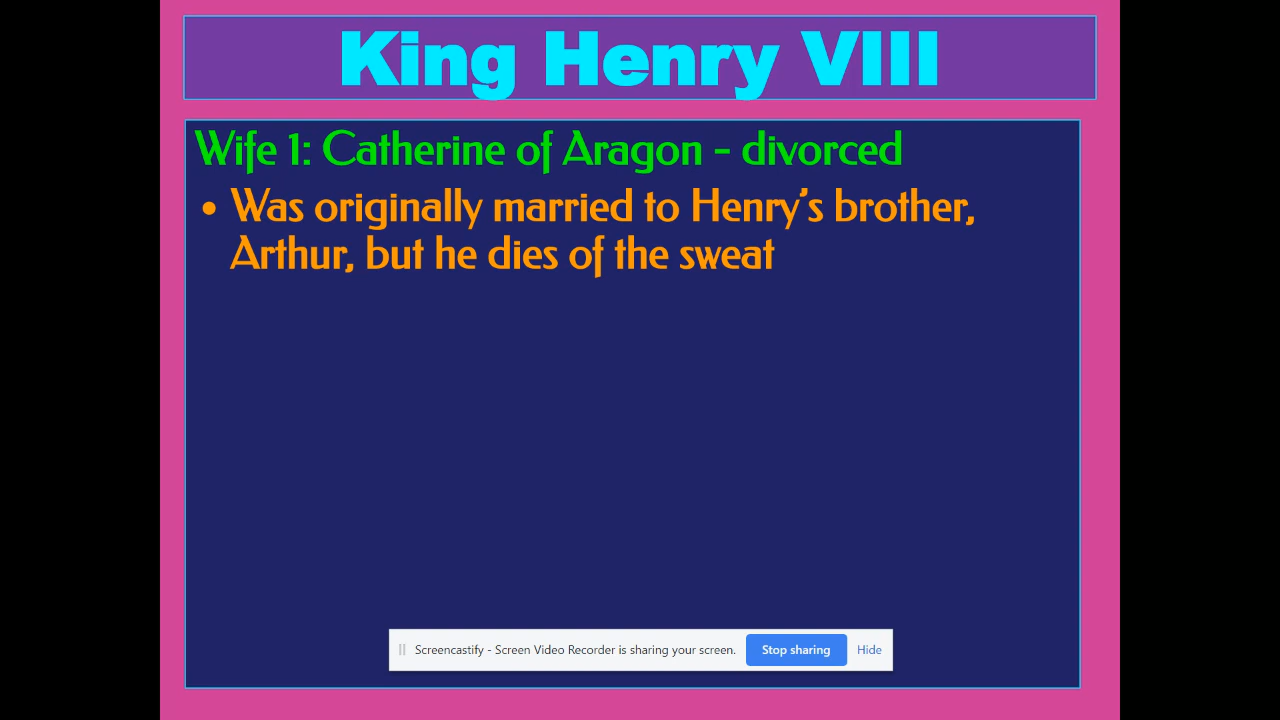 King Henry VIII
Wife 1: Catherine of Aragon - divorced
• Was originally married to Henry's brother,
Arthur, but he dies of the sweat
Screencastify - Screen Video Recorder is sharing your screen. Stop sharing Hide